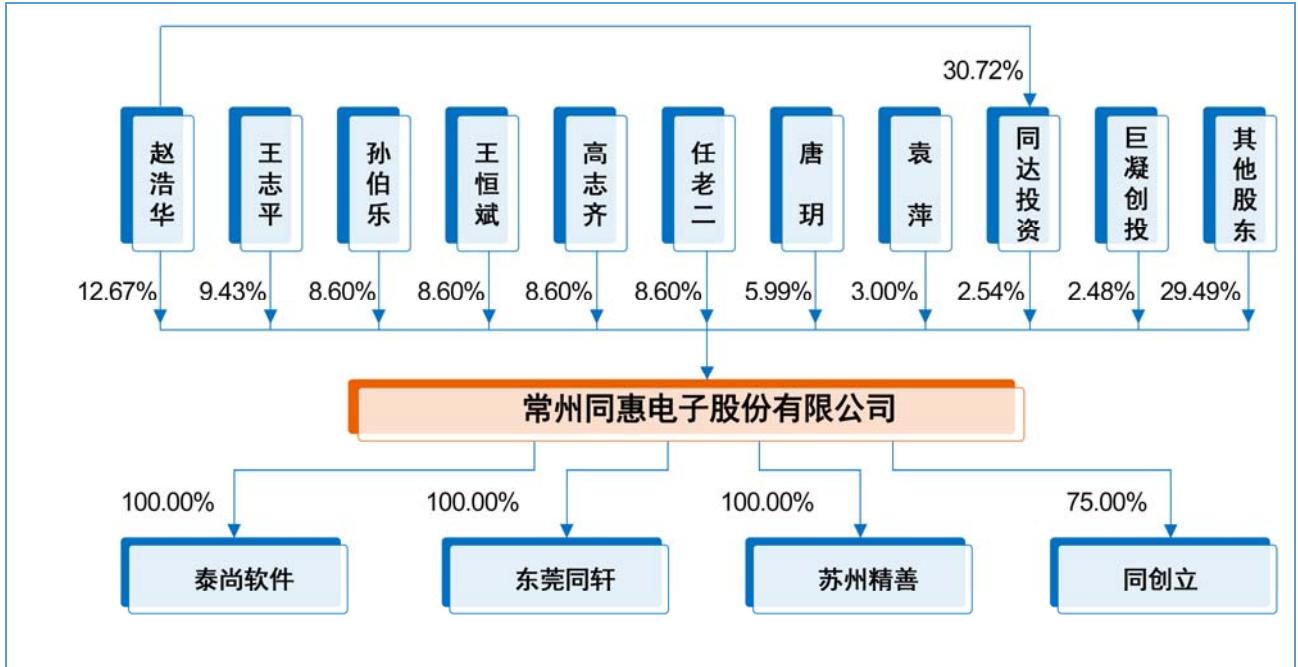 30.72%
赵浩华
王志平
孙伯乐
王恒斌
高志齐
任老二
唐玥
袁萍
同达投资
巨凝创投
其他股东
12.67%
9.43%
8.60%
8.60%
8.60%
8.60%
5.99%
3.00%
2.54%
2.48%
29.49%
常州同惠电子股份有限公司
100.00%
100.00%
100.00%
75.00%
泰尚软件
东莞同轩
苏州精善
同创立